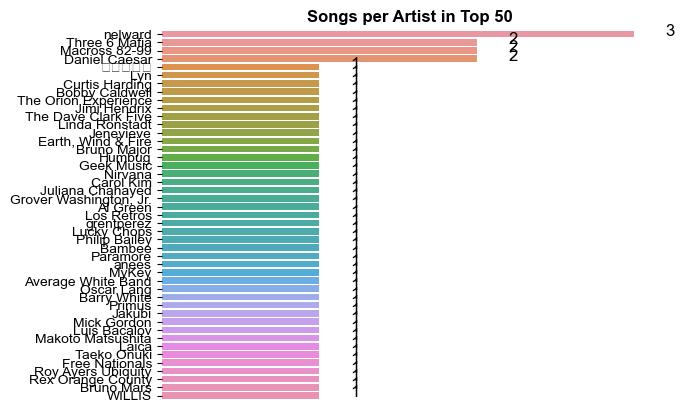 Songs per Artist in Top 50
nelward
3
Three 6 Mafia
2
Macross 82-99
2
Daniel Caesar
2
Lyn
Curtis Harding
Bobby Caldwell
The Orion Experience
Jimi Hendrix
The Dave Clark Five
Linda Ronstadt
Jenevieve
Earth, Wind & Fire
Bruno Major
Humbug
Geek Music
Nirvana
Carol Kim
Juliana Chahayed
Grover Washington, Jr.
Al Green
Los Retros
grentperez
Lucky Chops
Philip Bailey
Bambee
Paramore
anees
MyKey
Average White Band
Oscar Lang
Barry White
Primus
Jakubi
Mick Gordon
Luis Bacalov
Makoto Matsushita
Laica
Taeko Onuki
Free Nationals
Roy Ayers Ubiquity
Rex Orange County
Bruno Mars
WILLIS